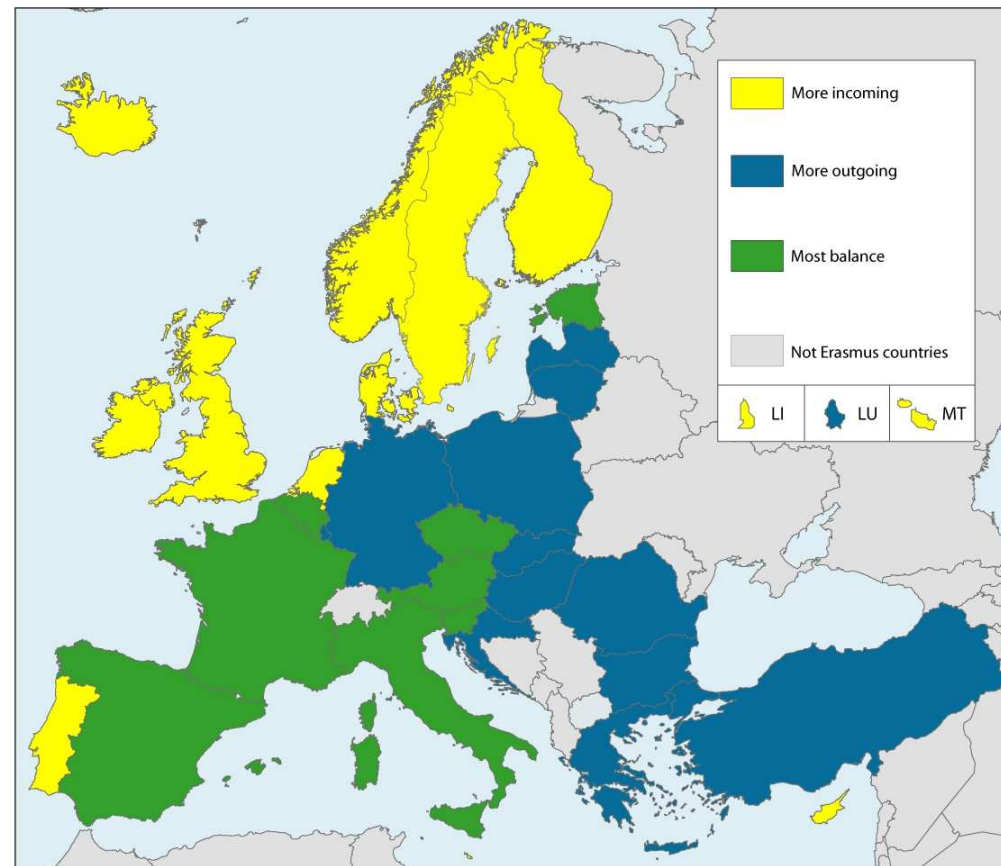 More incoming
More outgoing
Most balance
Not Erasmus countries
LI LU MT